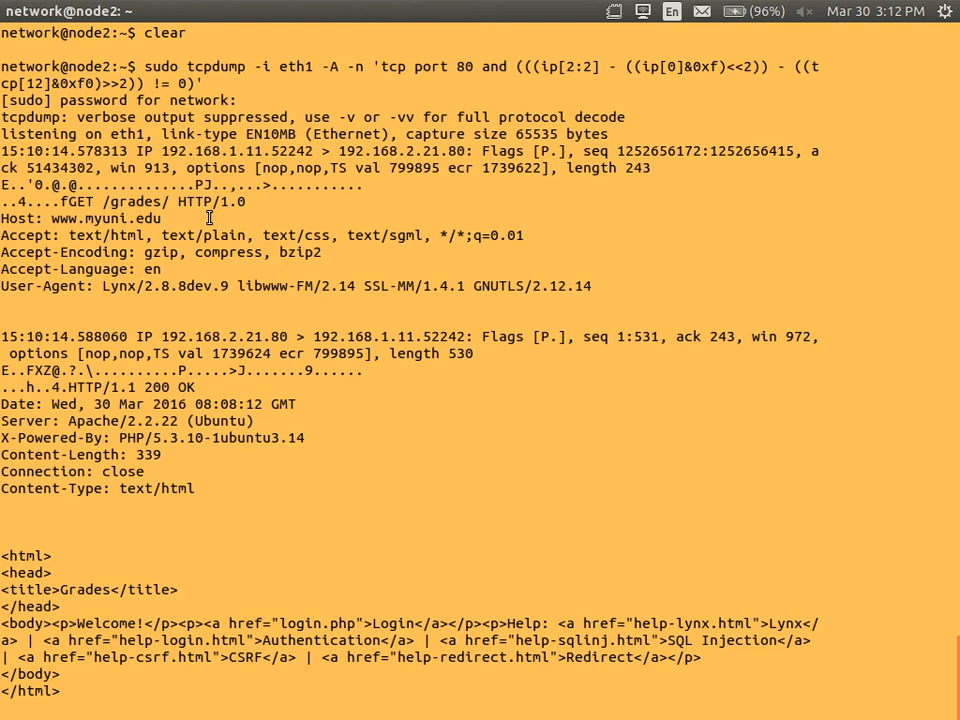 network@node2: ~
En
(96%)
Mar 30 3:12 PM
network@node2:~$ clear
network@node2:~$ sudo tcpdump -i eth1 -A -n 'tcp port 80 and (((ip[2:2] - ((ip[0]&0xf)<<2)) - ((t
cp[12]&0xf0)>>2)) != 0)'
[sudo] password for network:
tcpdump: verbose output suppressed, use -v or -vv for full protocol decode
listening on eth1, link-type EN10MB (Ethernet), capture size 65535 bytes
15:10:14.578313 IP 192.168.1.11.52242 > 192.168.2.21.80: Flags [P.], seq 1252656172:1252656415, a
ck 51434302, win 913, options [nop,nop,TS val 799895 ecr 1739622], length 243
E..'0.@.@..............PJ..,...>...........
..4....fGET /grades/ HTTP/1.0
Host: www.myuni.edu
Accept: text/html, text/plain, text/css, text/sgml, */*;q=0.01
Accept-Encoding: gzip, compress, bzip2
Accept-Language: en
User-Agent: Lynx/2.8.8dev.9 libwww-FM/2.14 SSL-MM/1.4.1 GNUTLS/2.12.14
15:10:14.588060 IP 192.168.2.21.80 > 192.168.1.11.52242: Flags [P.], seq 1:531, ack 243, win 972,
 options [nop,nop,TS val 1739624 ecr 799895], length 530
E..FXZ@.?.\..........P.....>J.......9......
...h..4.HTTP/1.1 200 OK
Date: Wed, 30 Mar 2016 08:08:12 GMT
Server: Apache/2.2.22 (Ubuntu)
X-Powered-By: PHP/5.3.10-1ubuntu3.14
Content-Length: 339
Connection: close
Content-Type: text/html
<html>
<head>
<title>Grades</title>
</head>
<body><p>Welcome!</p><p><a href="login.php">Login</a></p><p>Help: <a href="help-lynx.html">Lynx</
a> | <a href="help-login.html">Authentication</a> | <a href="help-sqlinj.html">SQL Injection</a>
| <a href="help-csrf.html">CSRF</a> | <a href="help-redirect.html">Redirect</a></p>
</body>
</html>